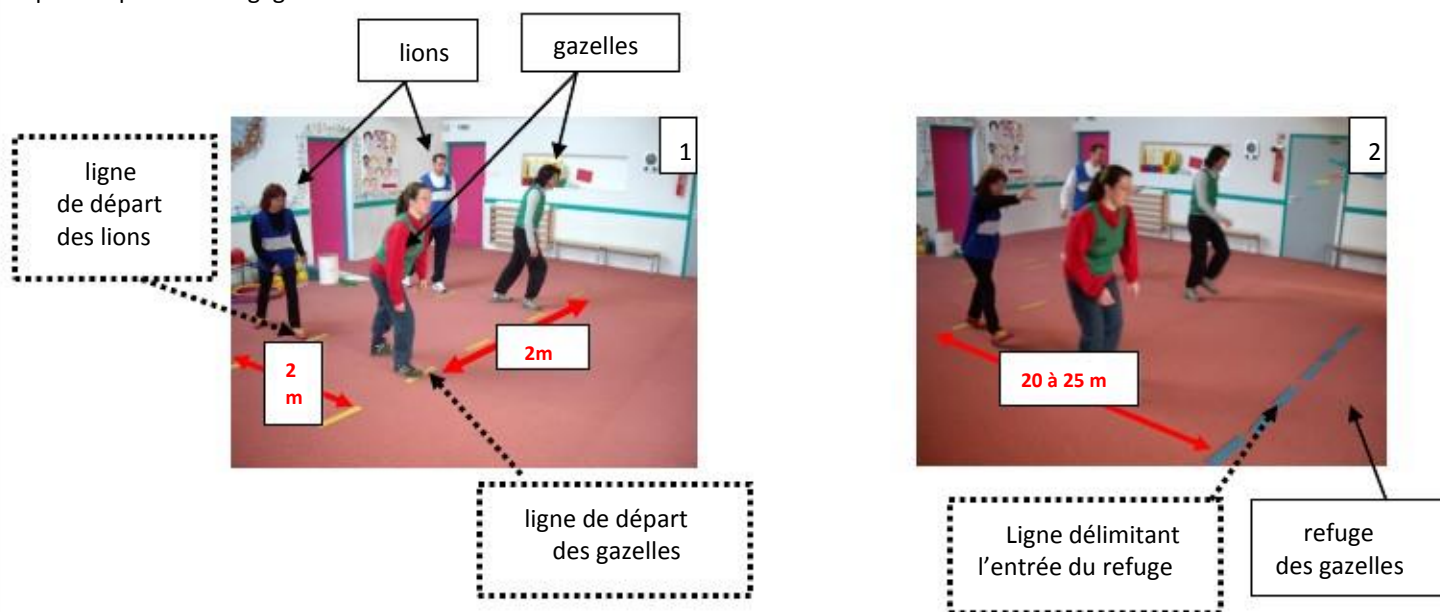 lions
gazelles
ligne
de départ
des lions
1
2
m
2m
ligne de départ
des gazelles
2
20 à 25 m
Ligne délimitant
l’entrée du refuge
refuge
des gazelles